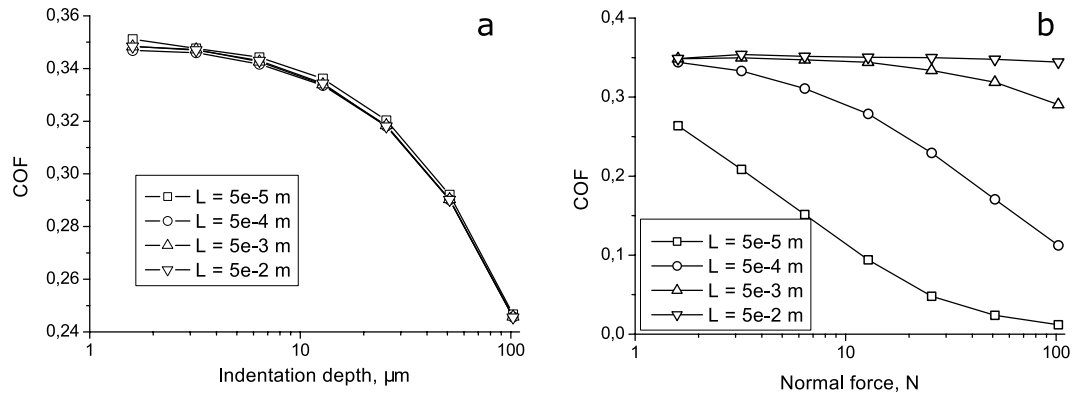 a
0,36
0,34
0,32
0,30
0,28
0,26
0,24
COF
L = 5e-5 m
L = 5e-4 m
L = 5e-3 m
L = 5e-2 m
1
10
100
Indentation depth, µm
b
0,4
0,3
0,2
0,1
0,0
COF
L = 5e-5 m
L = 5e-4 m
L = 5e-3 m
L = 5e-2 m
1
10
100
Normal force, N